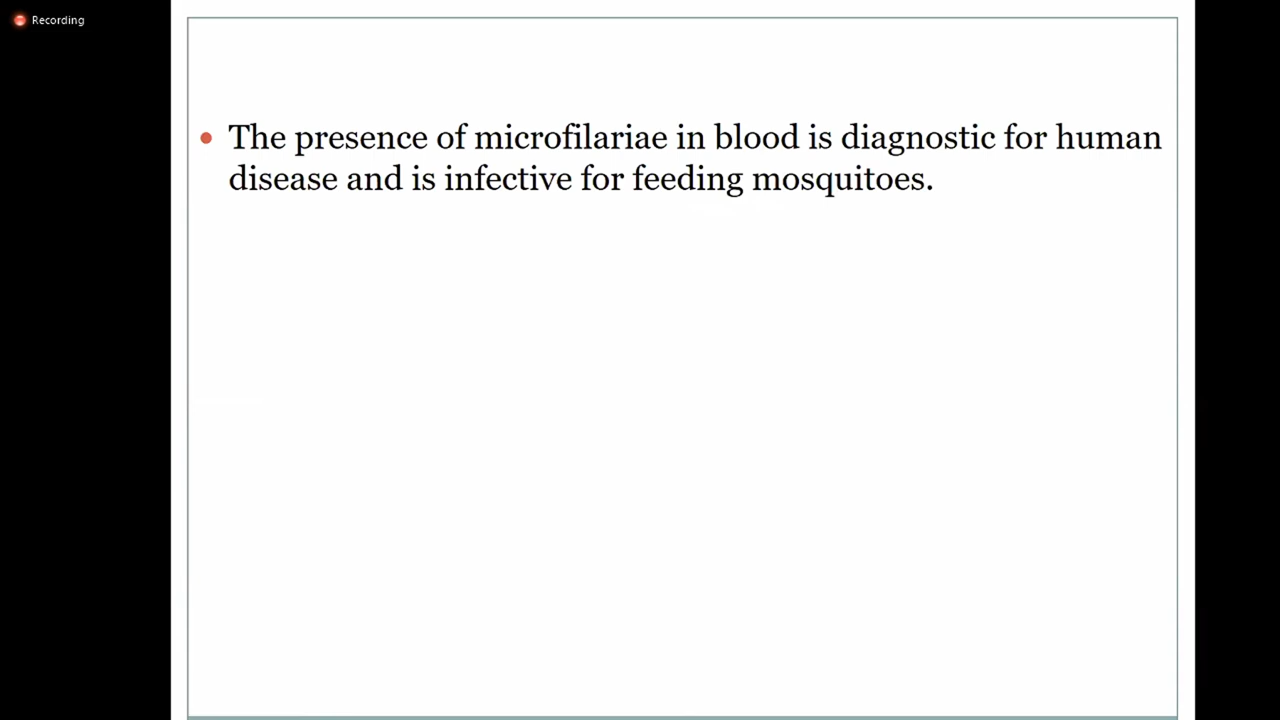 Recording
The presence of microfilariae in blood is diagnostic for human
disease and is infective for feeding mosquitoes.